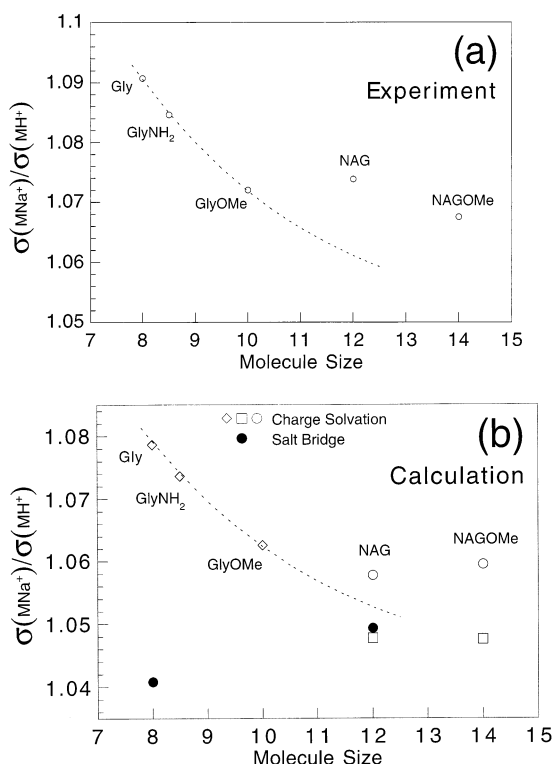 (a)
Experiment
σ(MNa⁺)/σ(MH⁺)
1.1
1.09
1.08
1.07
1.06
1.05
Gly
GlyNH₂
GlyOMe
NAG
NAGOMe
7 8 9 10 11 12 13 14 15
Molecule Size
(b)
Calculation
◇ □ ○ Charge Solvation
● Salt Bridge
σ(MNa⁺)/σ(MH⁺)
1.08
1.07
1.06
1.05
1.04
Gly
GlyNH₂
GlyOMe
NAG
NAGOMe
7 8 9 10 11 12 13 14 15
Molecule Size